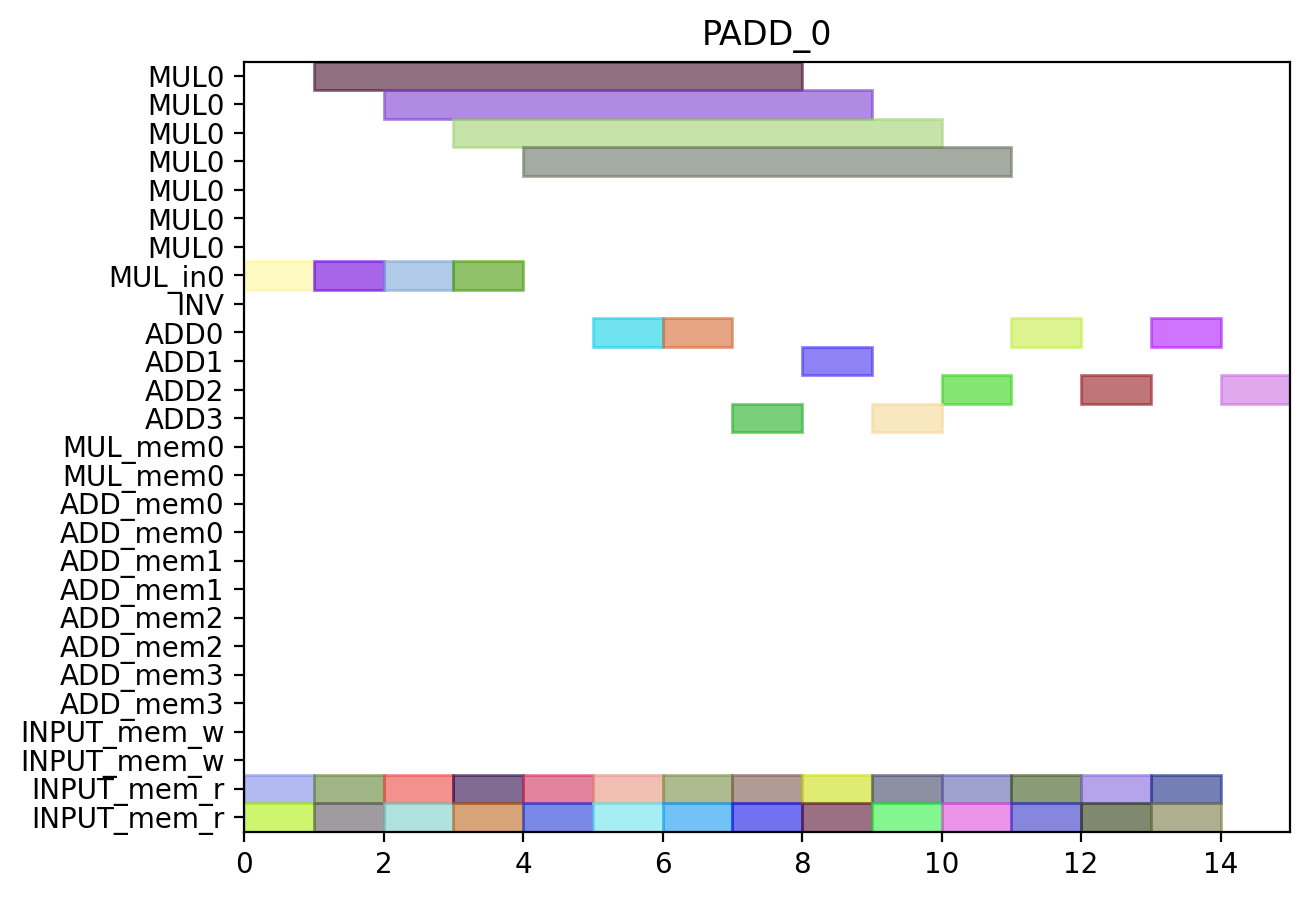 PADD_0
MUL0
MUL0
MUL0
MUL0
MUL0
MUL0
MUL0
MUL_in0
INV
ADD0
ADD1
ADD2
ADD3
MUL_mem0
MUL_mem0
ADD_mem0
ADD_mem0
ADD_mem1
ADD_mem1
ADD_mem2
ADD_mem2
ADD_mem3
ADD_mem3
INPUT_mem_w
INPUT_mem_w
INPUT_mem_r
INPUT_mem_r
0 2 4 6 8 10 12 14